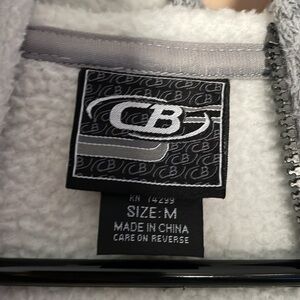 CB
RN 74299
SIZE: M
MADE IN CHINA
CARE ON REVERSE